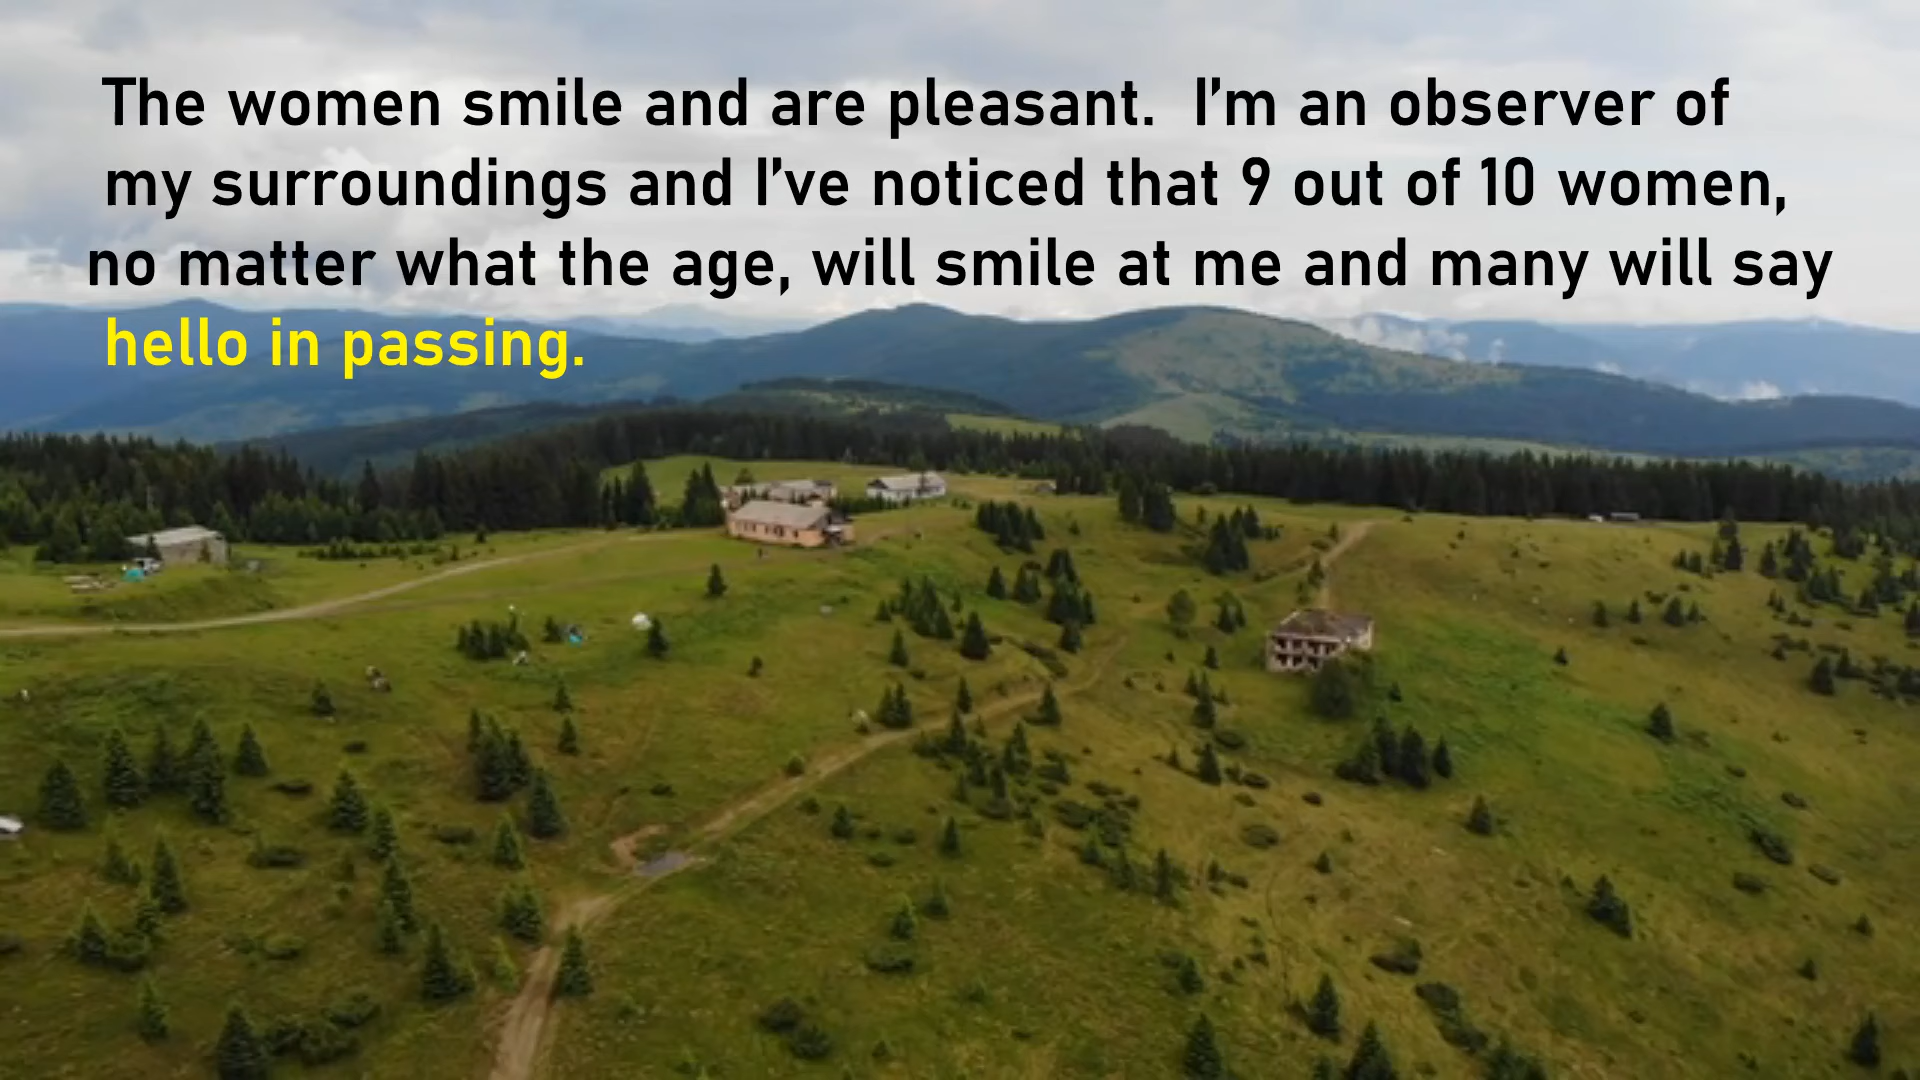 The women smile and are pleasant.  I'm an observer of
my surroundings and I've noticed that 9 out of 10 women,
no matter what the age, will smile at me and many will say
hello in passing.